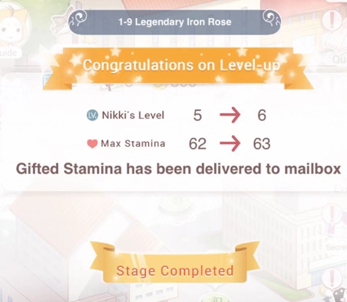 1-9 Legendary Iron Rose
Congratulations on Level-up
LV. Nikki's Level 5 → 6
Max Stamina 62 → 63
Gifted Stamina has been delivered to mailbox
Stage Completed